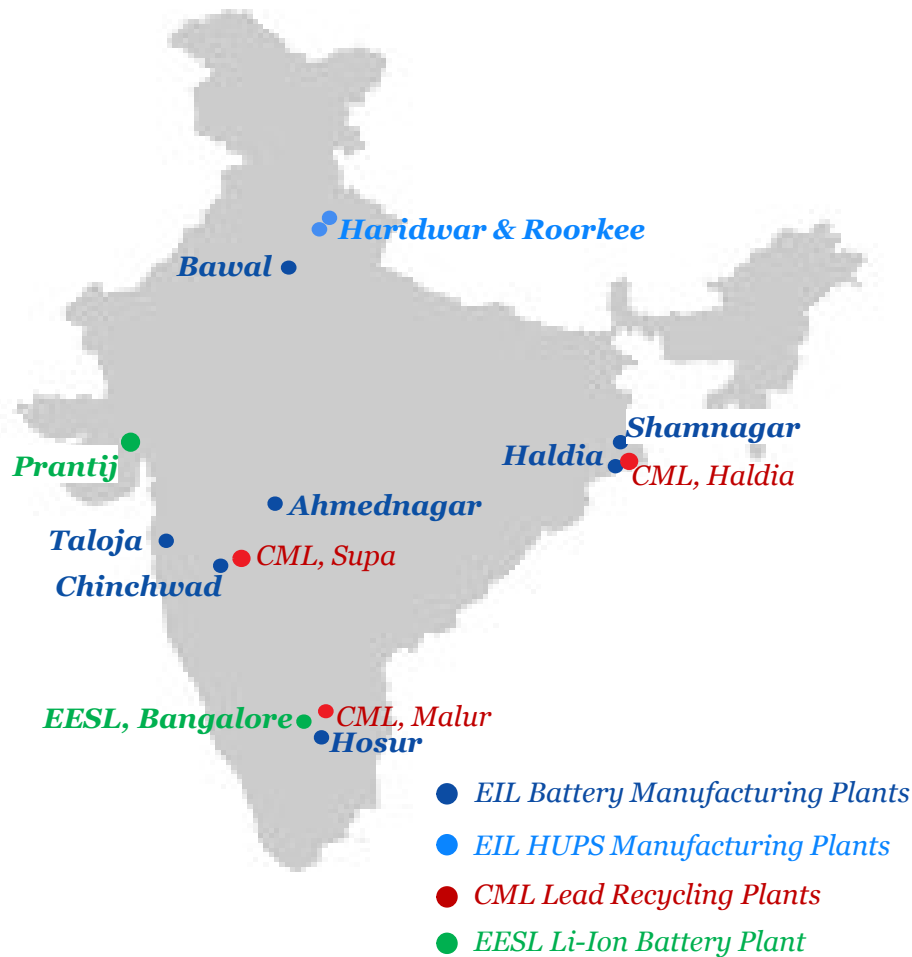 Haridwar & Roorkee
Bawal
Shamnagar
Haldia
CML, Haldia
Prantij
Ahmednagar
Taloja
CML, Supa
Chinchwad
EESL, Bangalore
CML, Malur
Hosur
EIL Battery Manufacturing Plants
EIL HUPS Manufacturing Plants
CML Lead Recycling Plants
EESL Li-Ion Battery Plant